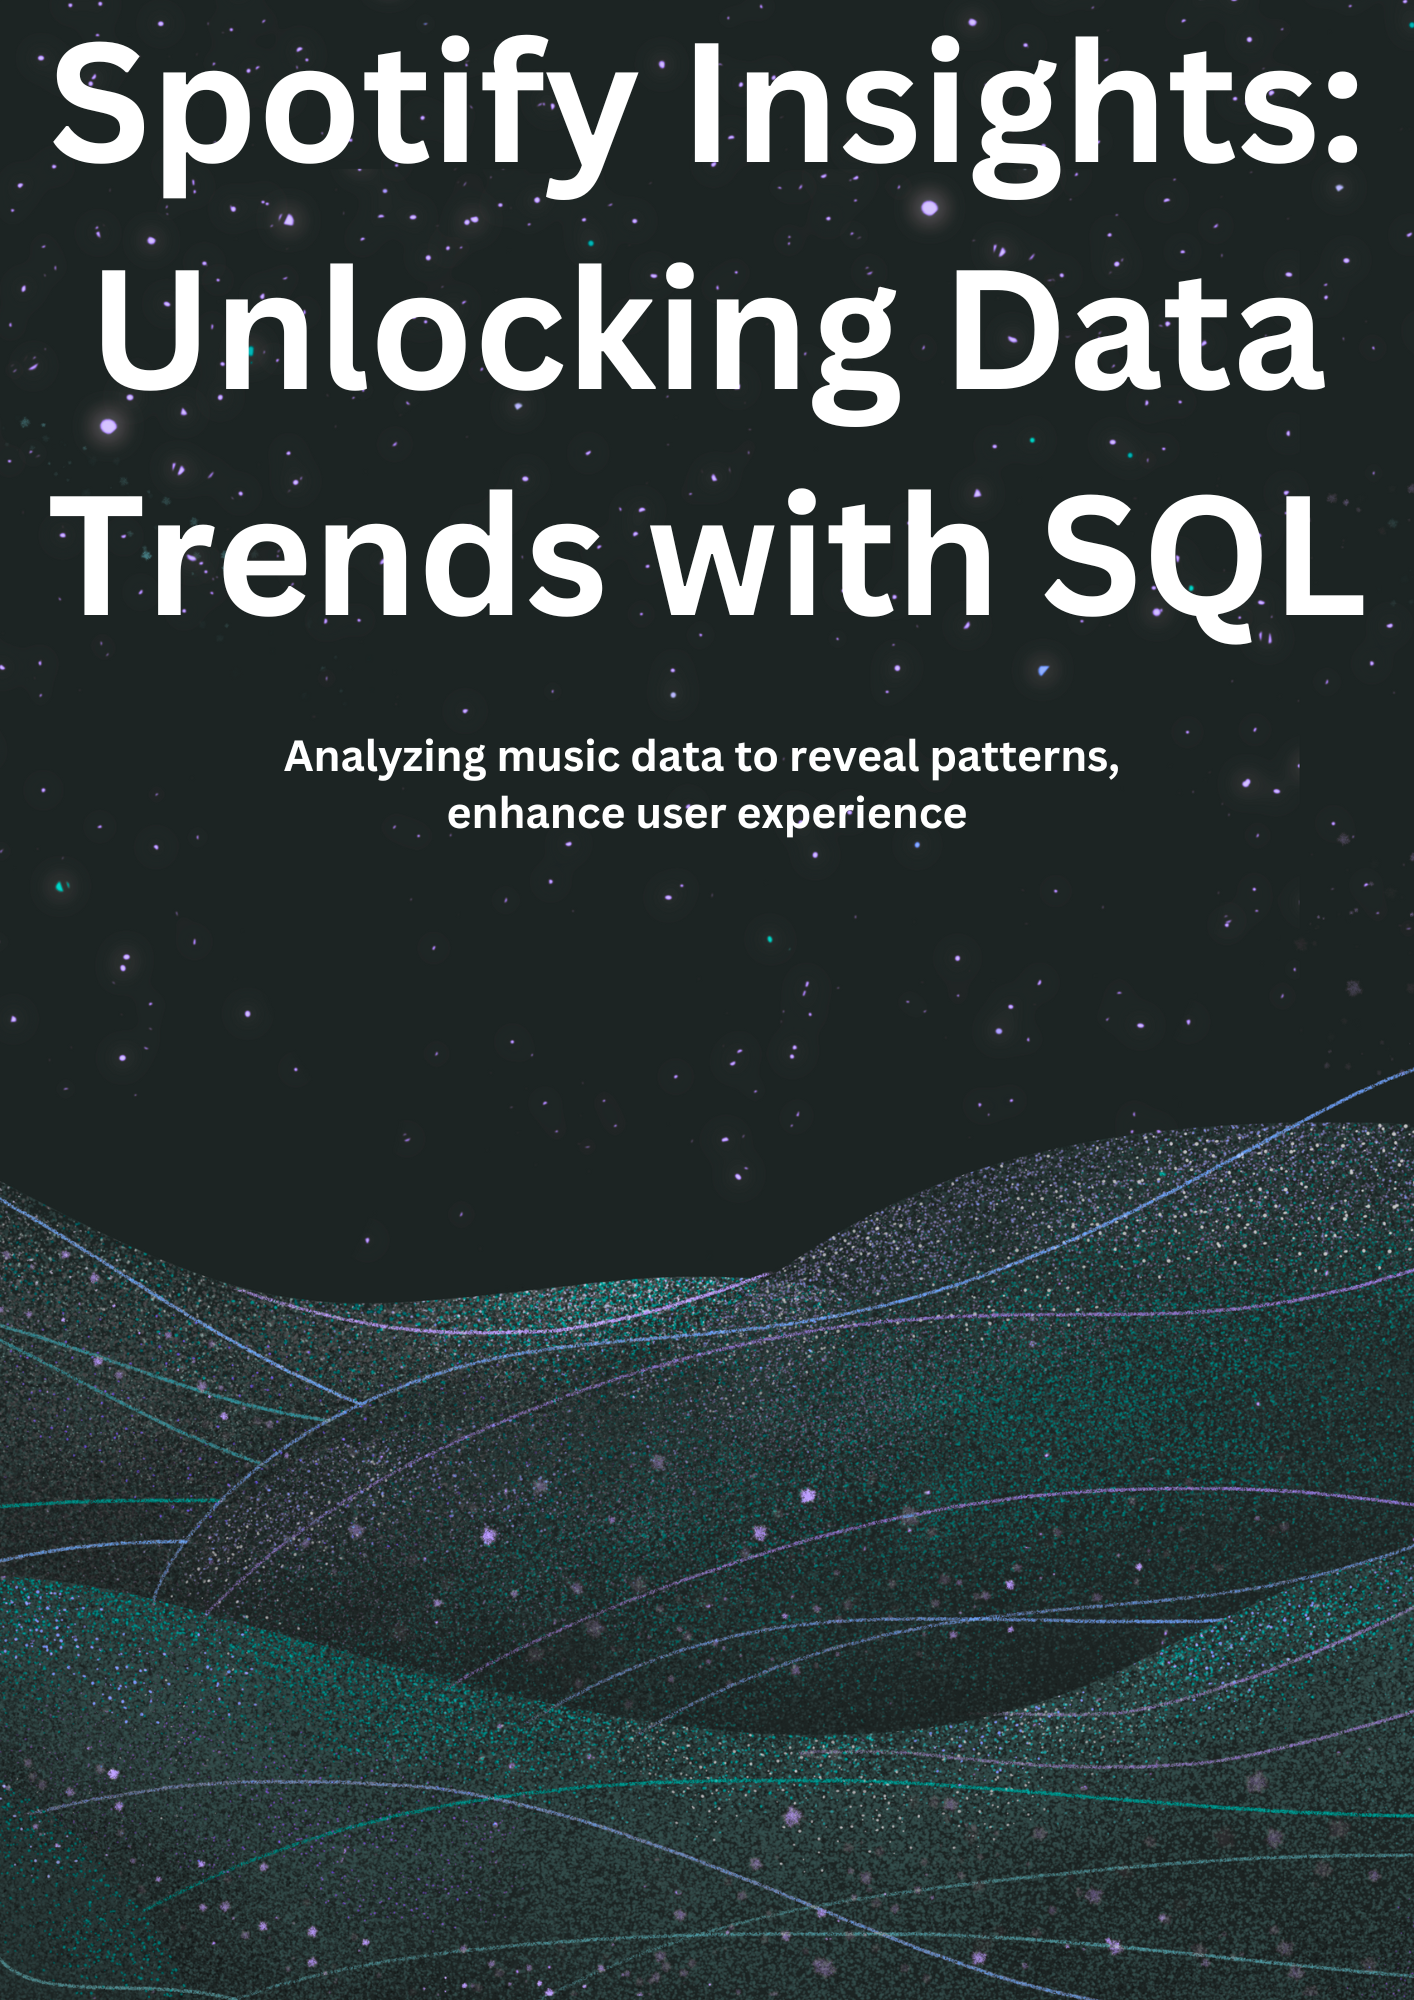 Spotify Insights:
Unlocking Data
Trends with SQL
Analyzing music data to reveal patterns,
enhance user experience